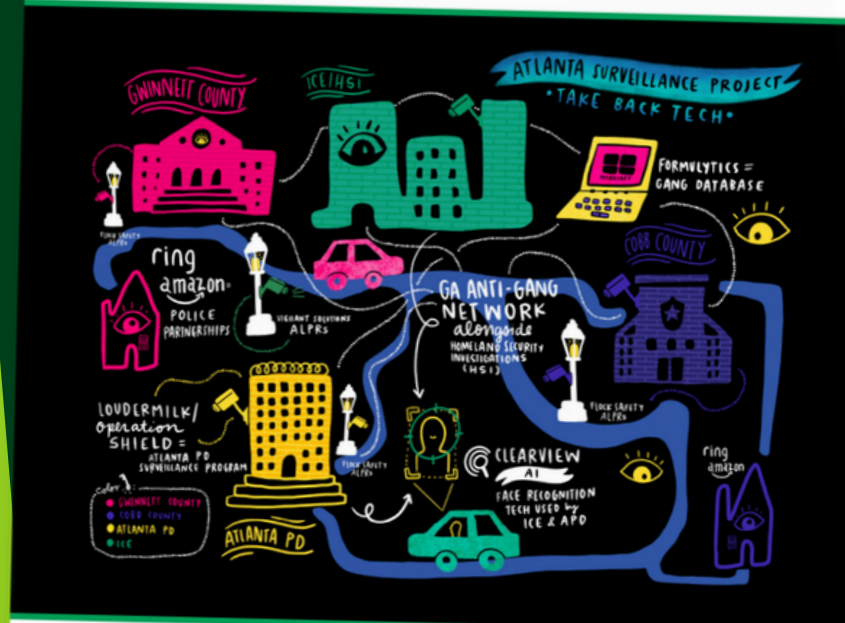 GWINNETT COUNTY
ICE/HSI
ATLANTA SURVEILLANCE PROJECT
•TAKE BACK TECH•
FORMULYTICS =
GANG DATABASE
FLOCK SAFETY
ALPRs
COBB COUNTY
ring
amazon=
POLICE
PARTNERSHIPS
VIGILANT SOLUTIONS
ALPRs
GA ANTI-GANG
NETWORK
alongside
HOMELAND SECURITY
INVESTIGATIONS
(HSI)
LOUDERMILK/
Operation
SHIELD =
ATLANTA PD
SURVEILLANCE PROGRAM
FLOCK SAFETY
ALPRs
FLOCK SAFETY
ALPRs
CLEARVIEW
AI
FACE RECOGNITION
TECH USED by
ICE & APD
ring
amazon
color
GWINNETT COUNTY
COBB COUNTY
ATLANTA PD
ICE
ATLANTA PD